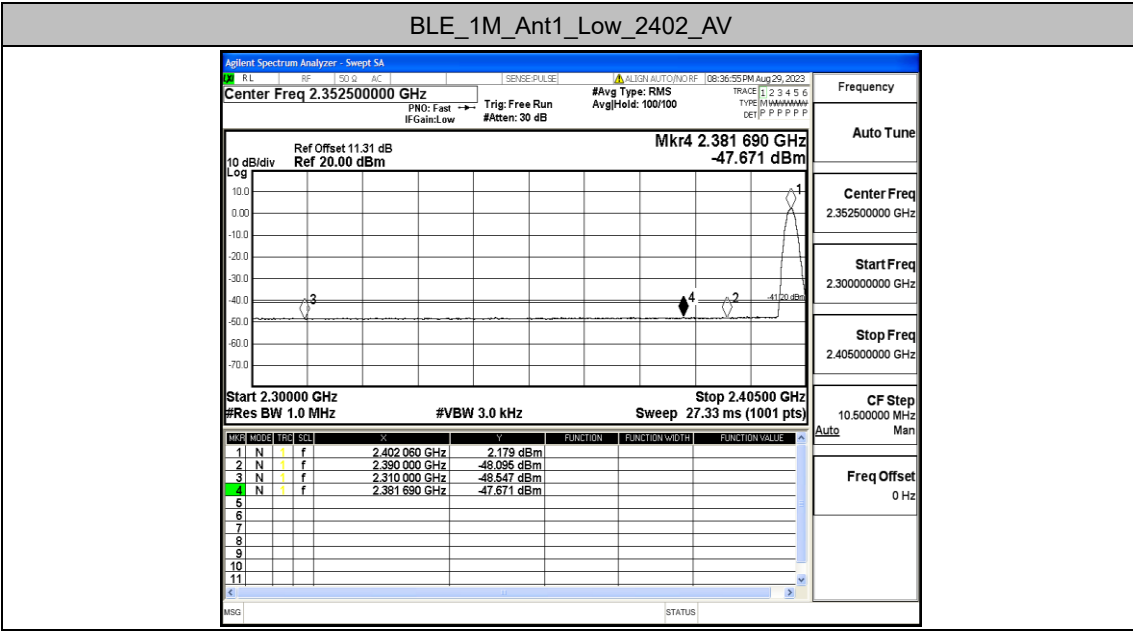 BLE_1M_Ant1_Low_2402_AV
Agilent Spectrum Analyzer - Swept SA
LXI RL RF 50 Ω AC SENSE:PULSE ALIGN AUTO/NO RF 08:36:55 PM Aug 29, 2023
Center Freq 2.352500000 GHz
PNO: Fast
IFGain:Low
Trig: Free Run
#Atten: 30 dB
#Avg Type: RMS
Avg|Hold: 100/100
TRACE 1 2 3 4 5 6
TYPE M
DET P P P P P P
Frequency
Auto Tune
Mkr4 2.381 690 GHz
-47.671 dBm
Ref Offset 11.31 dB
10 dB/div Ref 20.00 dBm
Log
10.0
0.00
-10.0
-20.0
-30.0
-40.0
-50.0
-60.0
-70.0
1
2
3
4
-41.20 dBm
Center Freq
2.352500000 GHz
Start Freq
2.300000000 GHz
Stop Freq
2.405000000 GHz
Start 2.30000 GHz Stop 2.40500 GHz
#Res BW 1.0 MHz #VBW 3.0 kHz Sweep 27.33 ms (1001 pts)
CF Step
10.500000 MHz
Auto Man
MKR MODE TRC SCL X Y FUNCTION FUNCTION WIDTH FUNCTION VALUE
1 N 1 f 2.402 060 GHz 2.179 dBm
2 N 1 f 2.390 000 GHz -48.095 dBm
3 N 1 f 2.310 000 GHz -48.547 dBm
4 N 1 f 2.381 690 GHz -47.671 dBm
5
6
7
8
9
10
11
Freq Offset
0 Hz
MSG STATUS